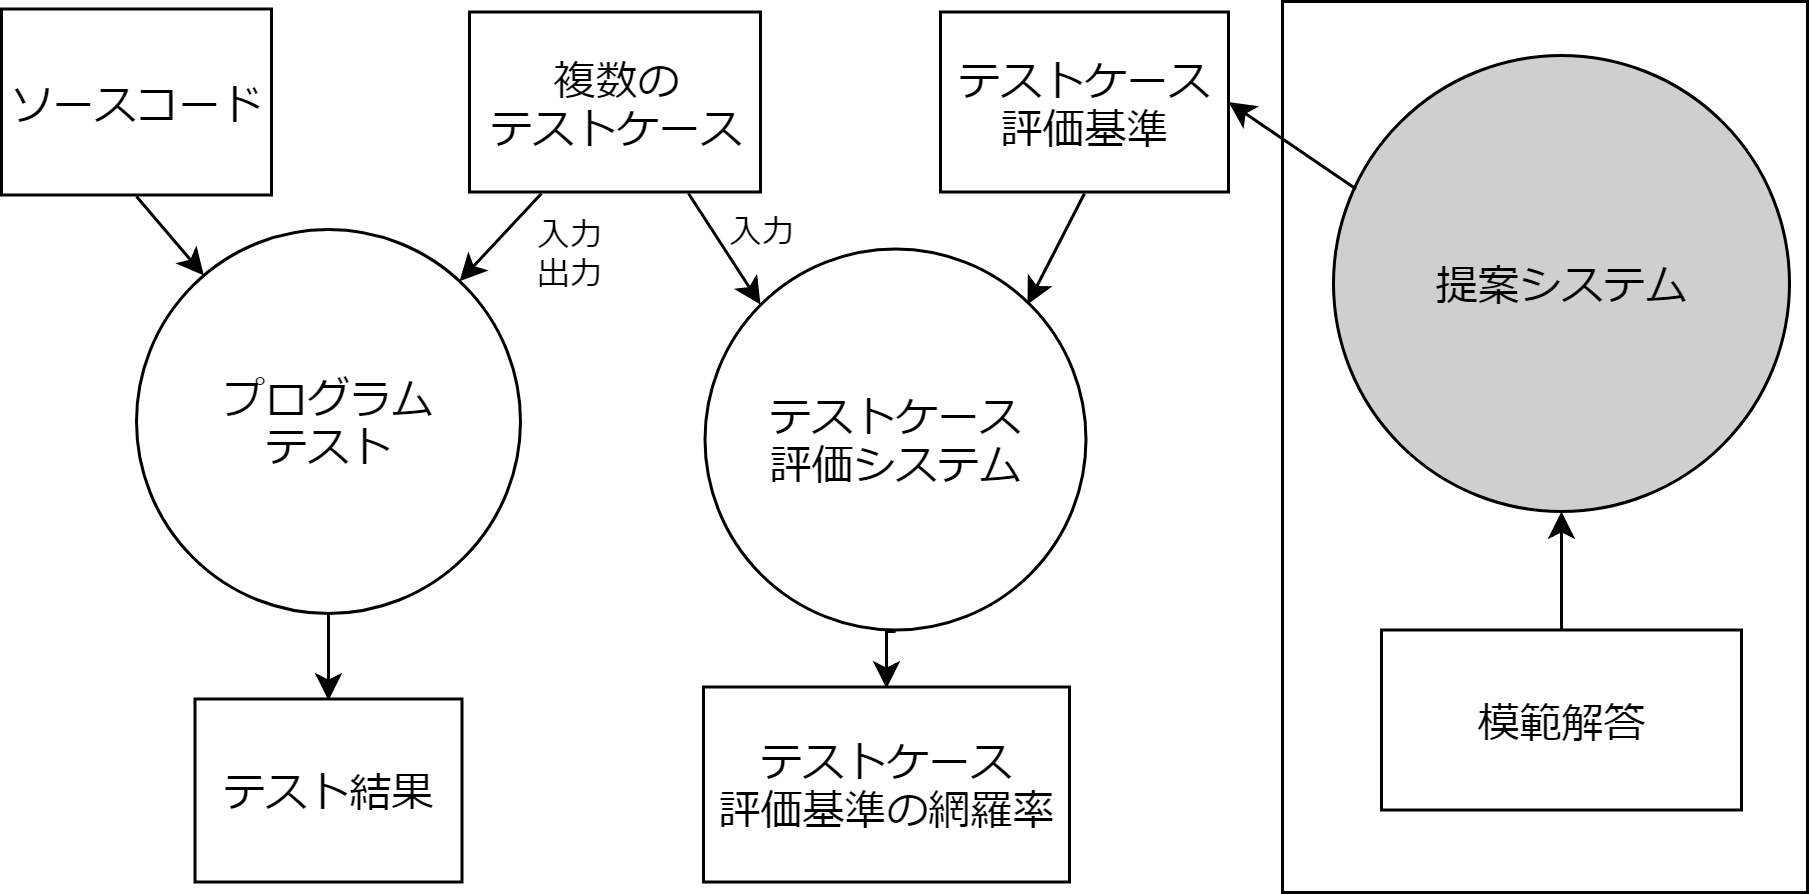 ソースコード
複数の
テストケース
テストケース
評価基準
入力
出力
入力
提案システム
プログラム
テスト
テストケース
評価システム
模範解答
テスト結果
テストケース
評価基準の網羅率